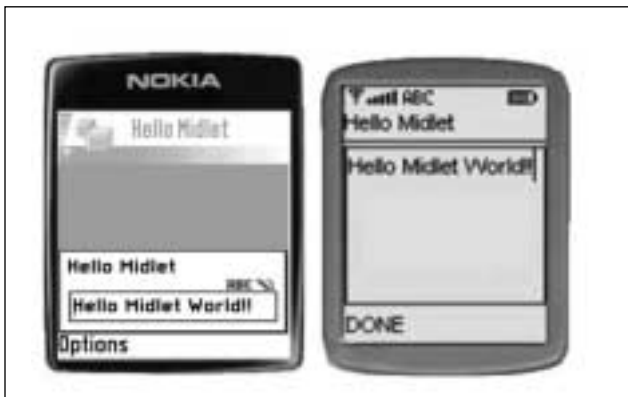 NOKIA
Hello Midlet
Hello Midlet
ABC
Hello Midlet World!!
Options
ABC
Hello Midlet
Hello Midlet World!!
DONE